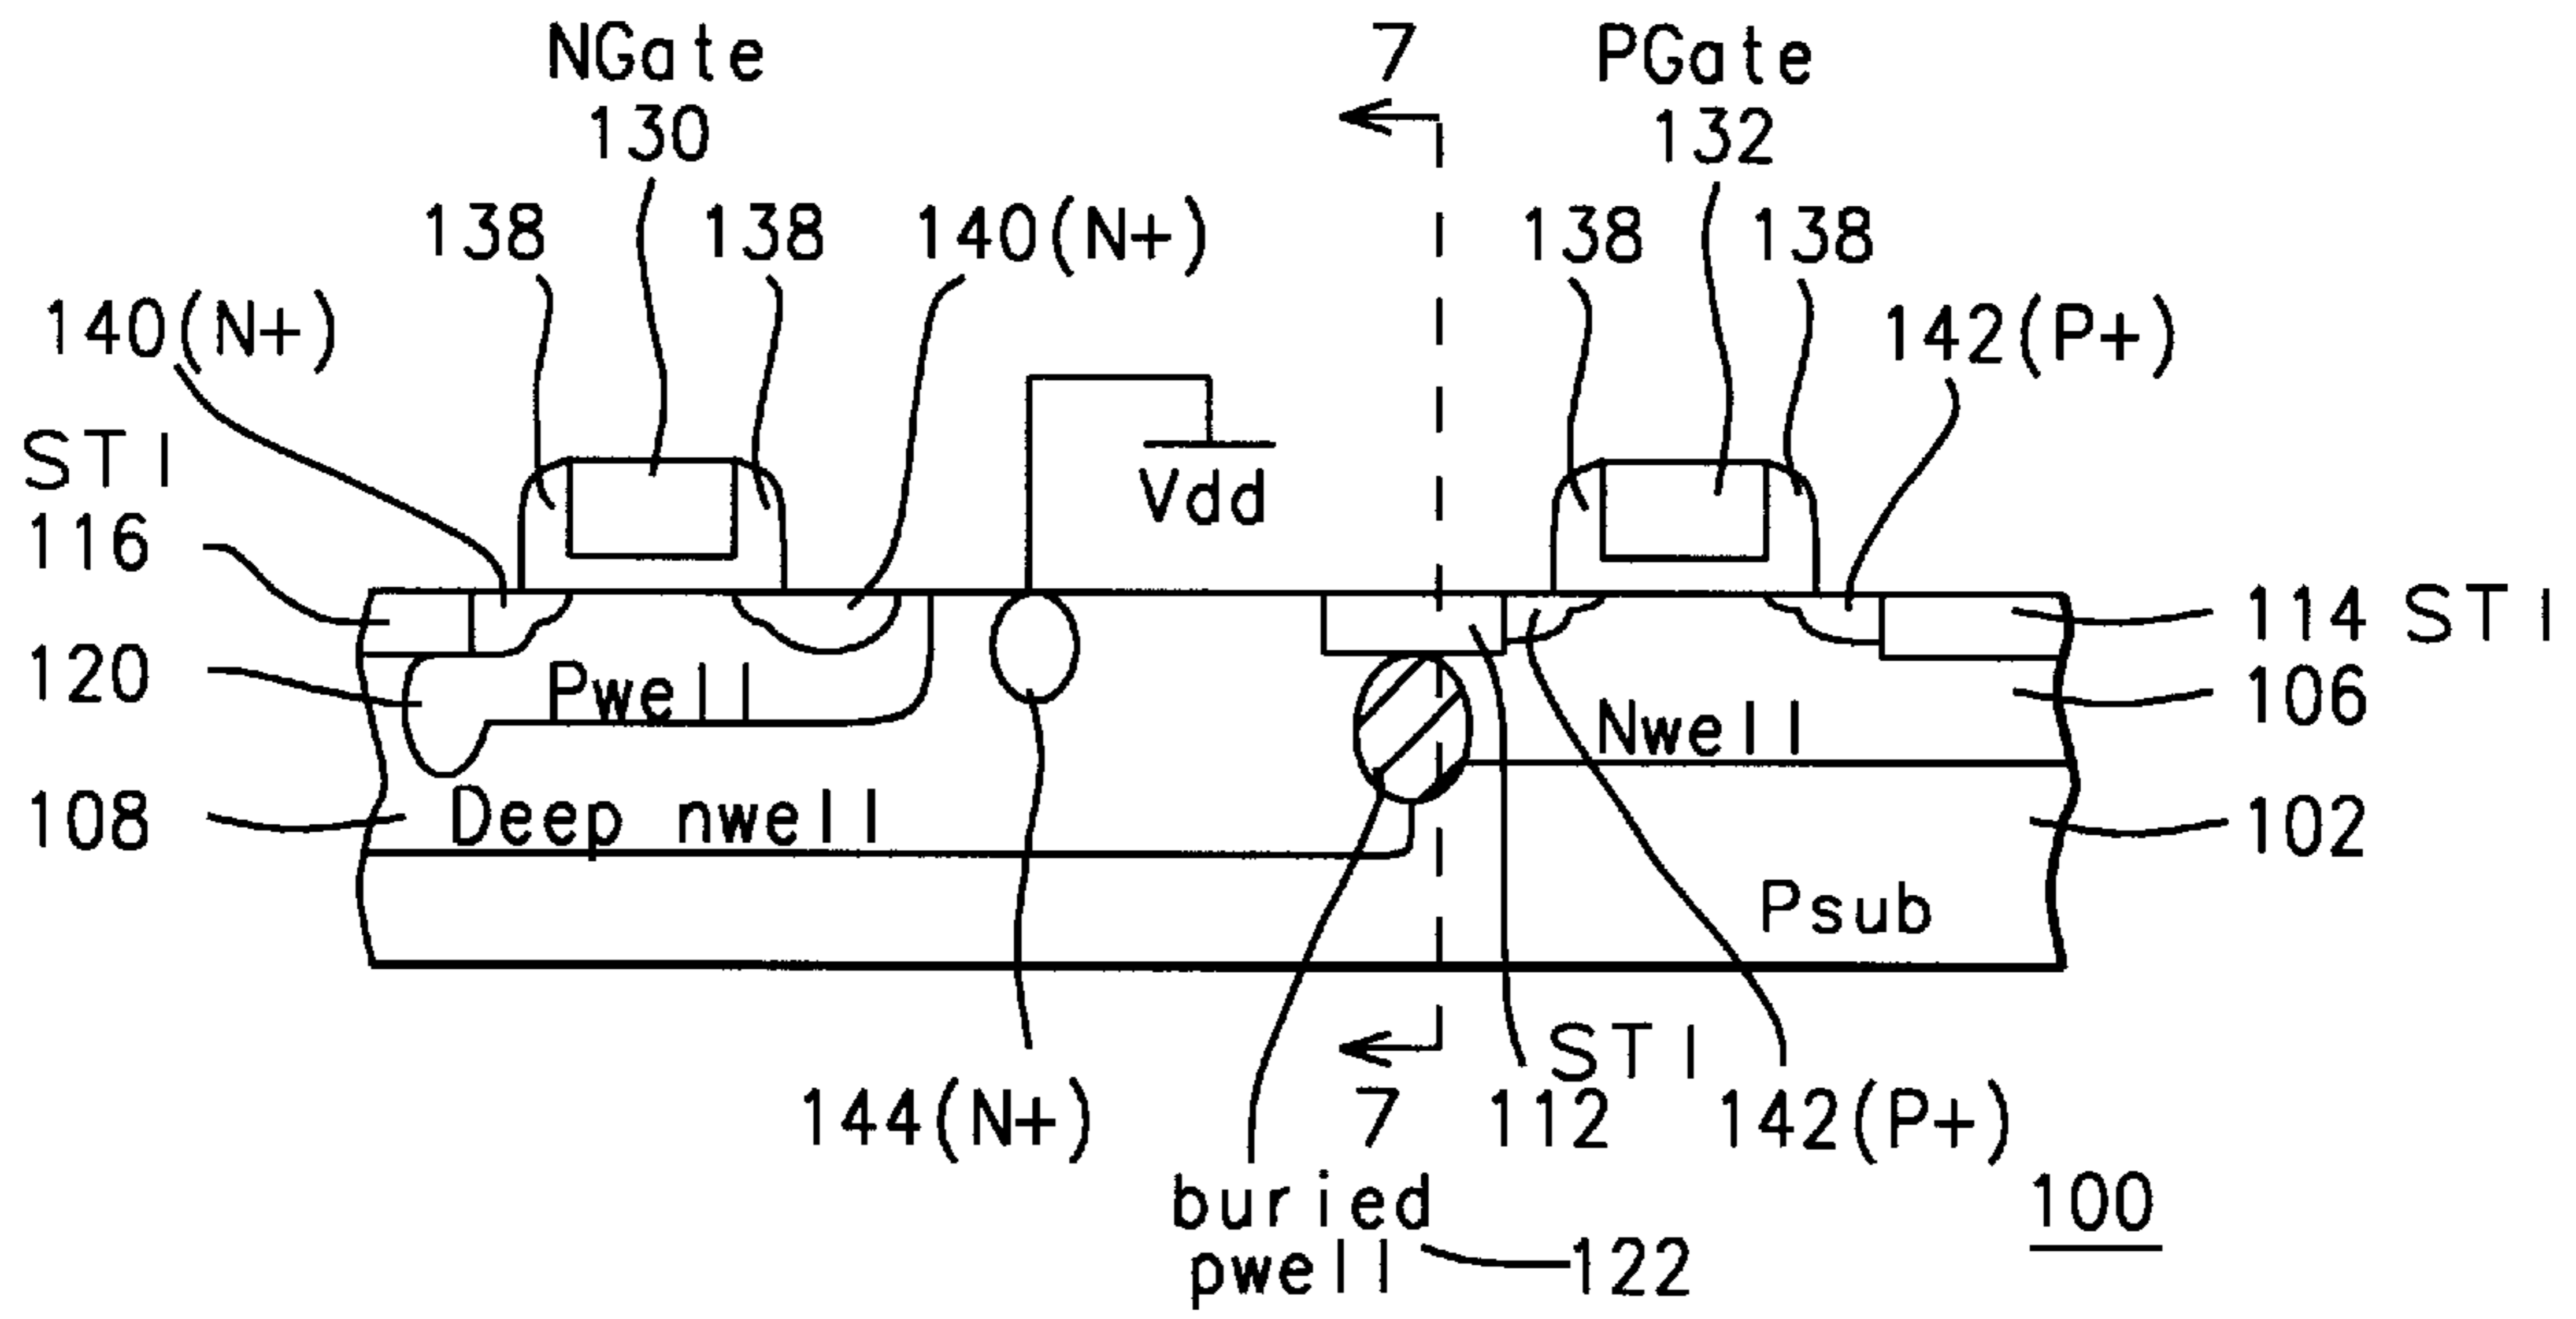 NGate
130
7
PGate
132
138
138
140(N+)
138
138
140(N+)
142(P+)
STI
116
Vdd
114 STI
120
Pwell
106
Nwell
108
Deep nwell
102
Psub
144(N+)
7
STI
112
142(P+)
buried
pwell
122
100